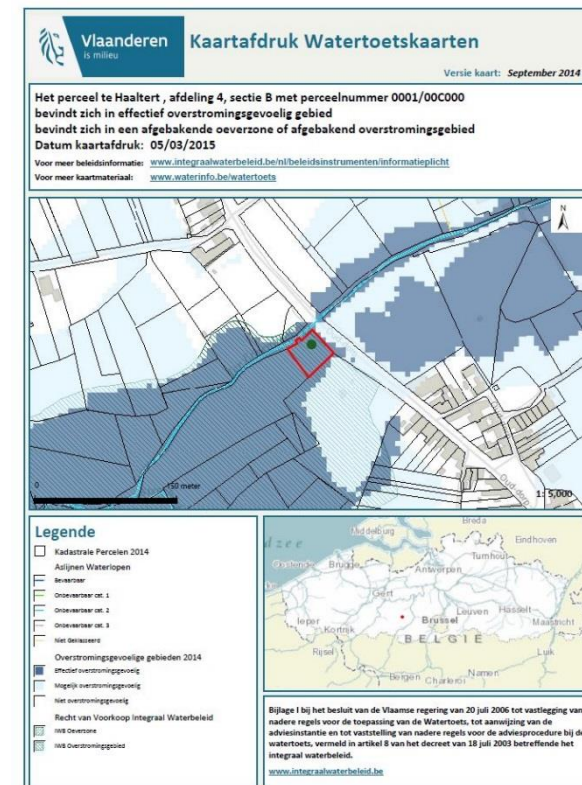 Vlaanderen
is milieu
Kaartafdruk Watertoetskaarten
Versie kaart: September 2014
Het perceel te Haaltert , afdeling 4, sectie B met perceelnummer 0001/00C000
bevindt zich in effectief overstromingsgevoelig gebied
bevindt zich in een afgebakende oeverzone of afgebakend overstromingsgebied
Datum kaartafdruk: 05/03/2015
Voor meer beleidsinformatie: www.integraalwaterbeleid.be/nl/beleidsinstrumenten/informatieplicht
Voor meer kaartmateriaal: www.waterinfo.be/watertoets
N
Oud-dorp
0 150 meter
1: 5,000
Legende
Kadastrale Percelen 2014
Aslijnen Waterlopen
Bevaarbaar
Onbevaarbaar cat. 1
Onbevaarbaar cat. 2
Onbevaarbaar cat. 3
Niet Geklasseerd
Overstromingsgevoelige gebieden 2014
Effectief overstromingsgevoelig
Mogelijk overstromingsgevoelig
Niet overstromingsgevoelig
Recht van Voorkoop Integraal Waterbeleid
IWB Oeverzone
IWB Overstromingsgebied
Breda
Middelburg
dzee
Eindhoven
Oostende
Brugge
Turnhout
Antwerpen
Gent
Ieper
Brussel
Leuven
Hasselt
Maastricht
Kortrijk
BELGIE
Rijsel
Luik
Bergen
Charleroi
Namen
Bijlage I bij het besluit van de Vlaamse regering van 20 juli 2006 tot vastlegging van
nadere regels voor de toepassing van de Watertoets, tot aanwijzing van de
adviesinstantie en tot vaststelling van nadere regels voor de adviesprocedure bij de
watertoets, vermeld in artikel 8 van het decreet van 18 juli 2003 betreffende het
integraal waterbeleid.
www.integraalwaterbeleid.be